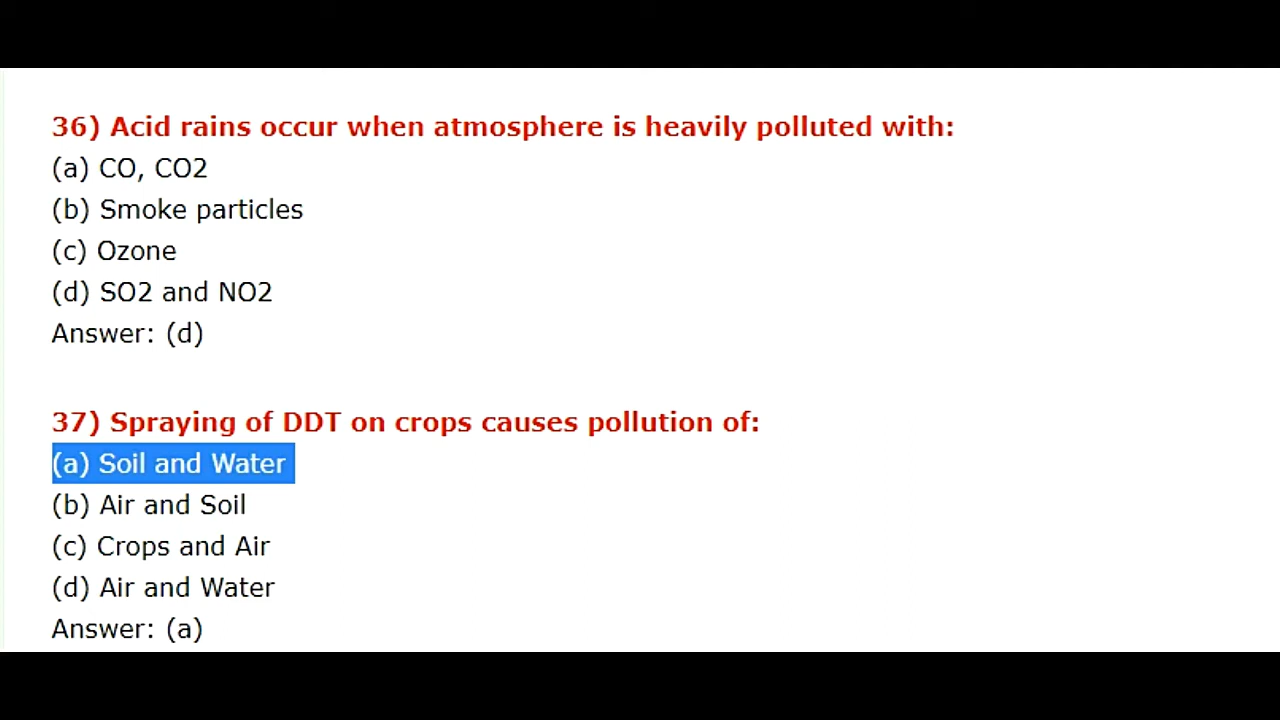 36) Acid rains occur when atmosphere is heavily polluted with:
(a) CO, CO2
(b) Smoke particles
(c) Ozone
(d) SO2 and NO2
Answer: (d)
37) Spraying of DDT on crops causes pollution of:
(a) Soil and Water
(b) Air and Soil
(c) Crops and Air
(d) Air and Water
Answer: (a)